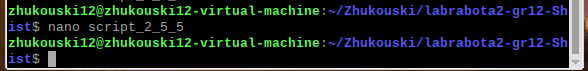 zhukouski12@zhukouski12-virtual-machine:~/Zhukouski/labrabota2-gr12-Sh
ist$ nano script_2_5_5
zhukouski12@zhukouski12-virtual-machine:~/Zhukouski/labrabota2-gr12-Sh
ist$